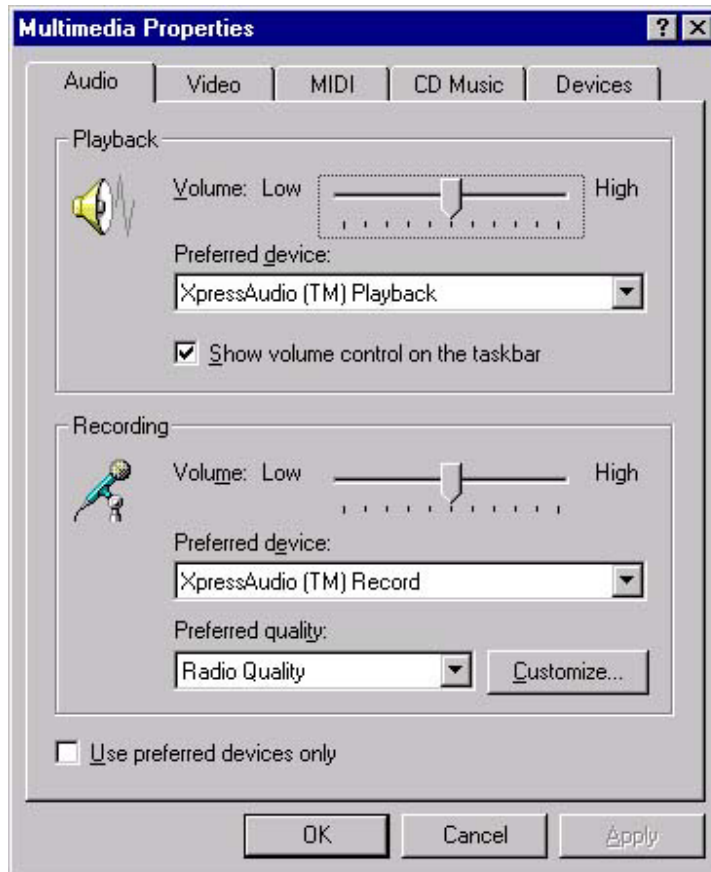 Multimedia Properties
Audio Video MIDI CD Music Devices
Playback
Volume: Low High
Preferred device:
XpressAudio (TM) Playback
Show volume control on the taskbar
Recording
Volume: Low High
Preferred device:
XpressAudio (TM) Record
Preferred quality:
Radio Quality Customize...
Use preferred devices only
OK Cancel Apply